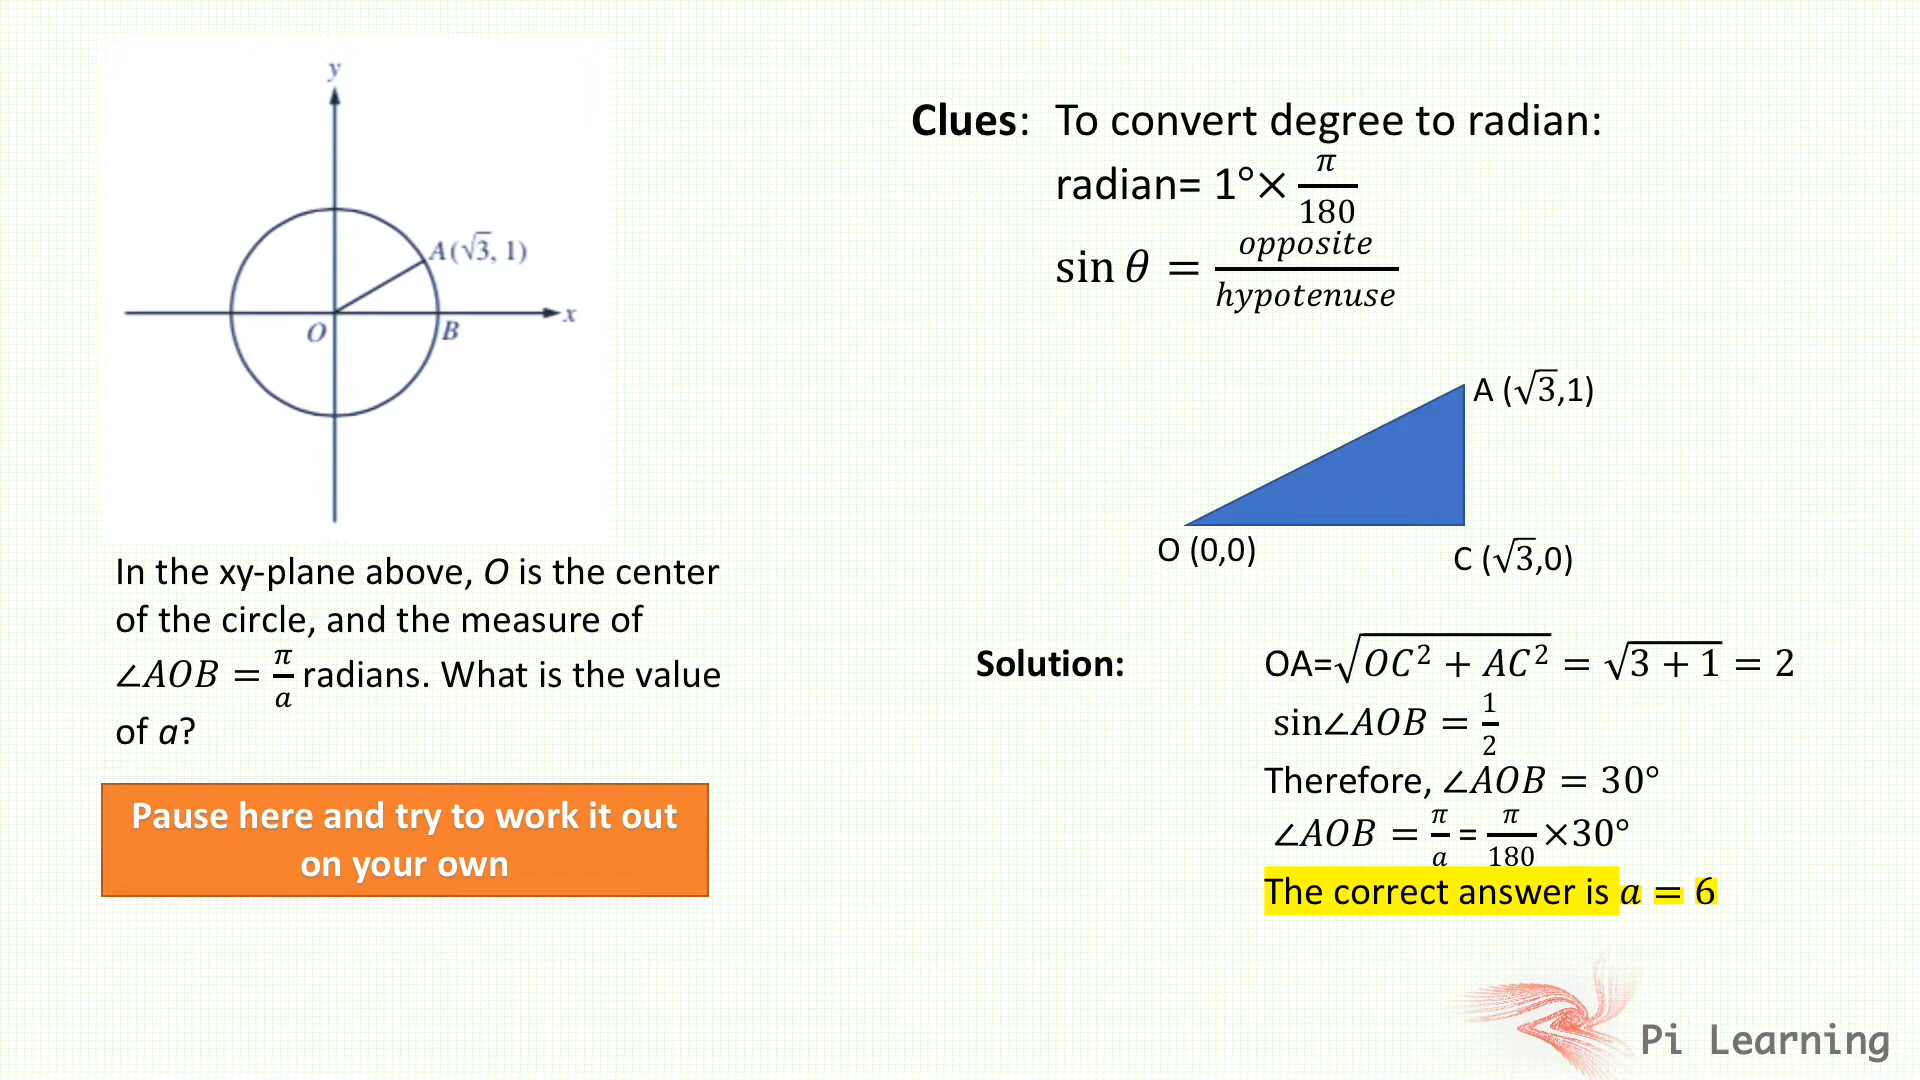 y
A(√3, 1)
x
O
B
In the xy-plane above, O is the center
of the circle, and the measure of
∠AOB = π/a radians. What is the value
of a?
Pause here and try to work it out
on your own
Clues: To convert degree to radian:
radian= 1°× π/180
sin θ = opposite/hypotenuse
A (√3,1)
O (0,0)
C (√3,0)
Solution: OA=√(OC² + AC²) = √(3 + 1) = 2
sin∠AOB = 1/2
Therefore, ∠AOB = 30°
∠AOB = π/a = π/180 ×30°
The correct answer is a = 6
Pi Learning